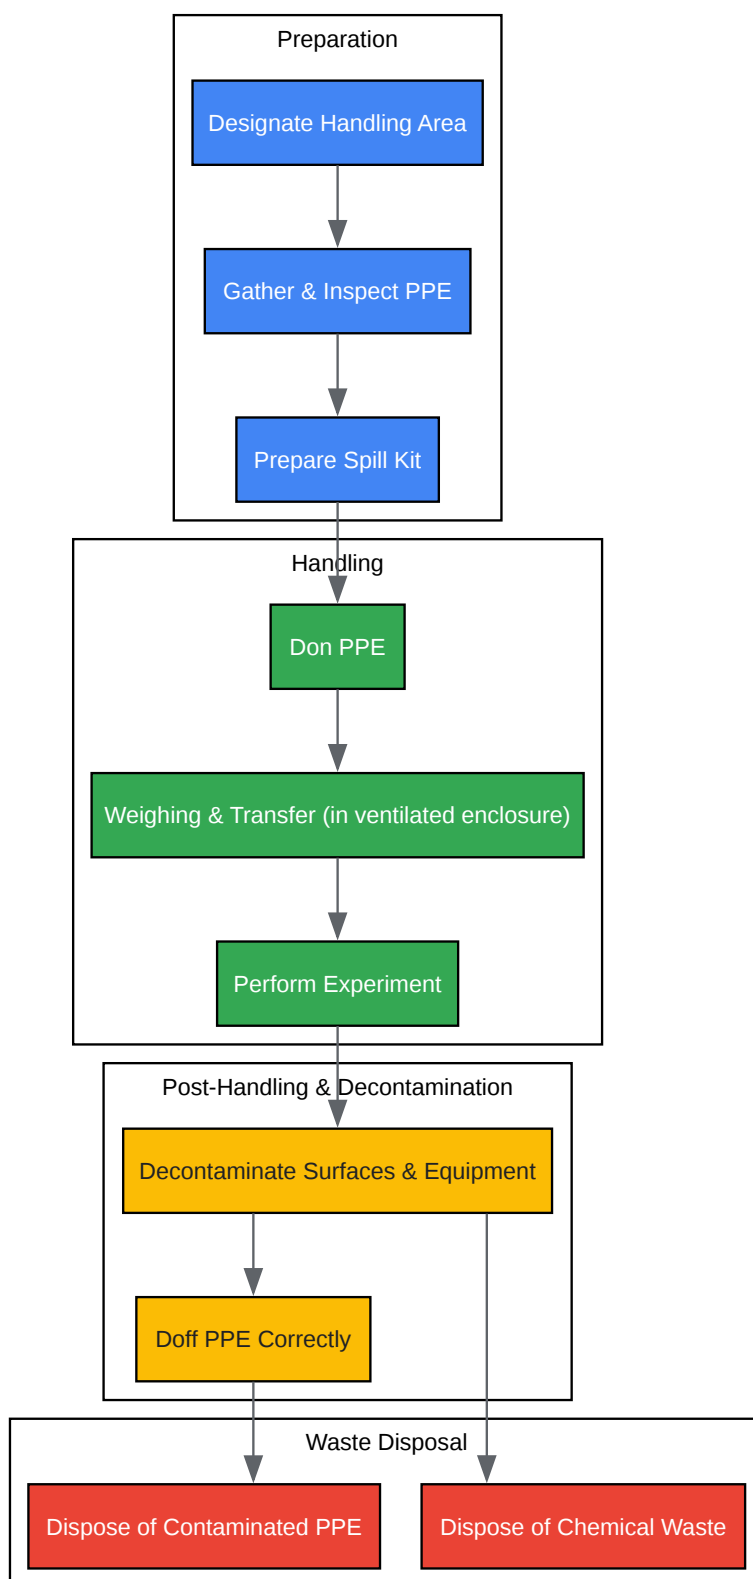 Preparation
Designate Handling Area
Gather & Inspect PPE
Prepare Spill Kit
Handling
Don PPE
Weighing & Transfer (in ventilated enclosure)
Perform Experiment
Post-Handling & Decontamination
Decontaminate Surfaces & Equipment
Doff PPE Correctly
Waste Disposal
Dispose of Contaminated PPE
Dispose of Chemical Waste